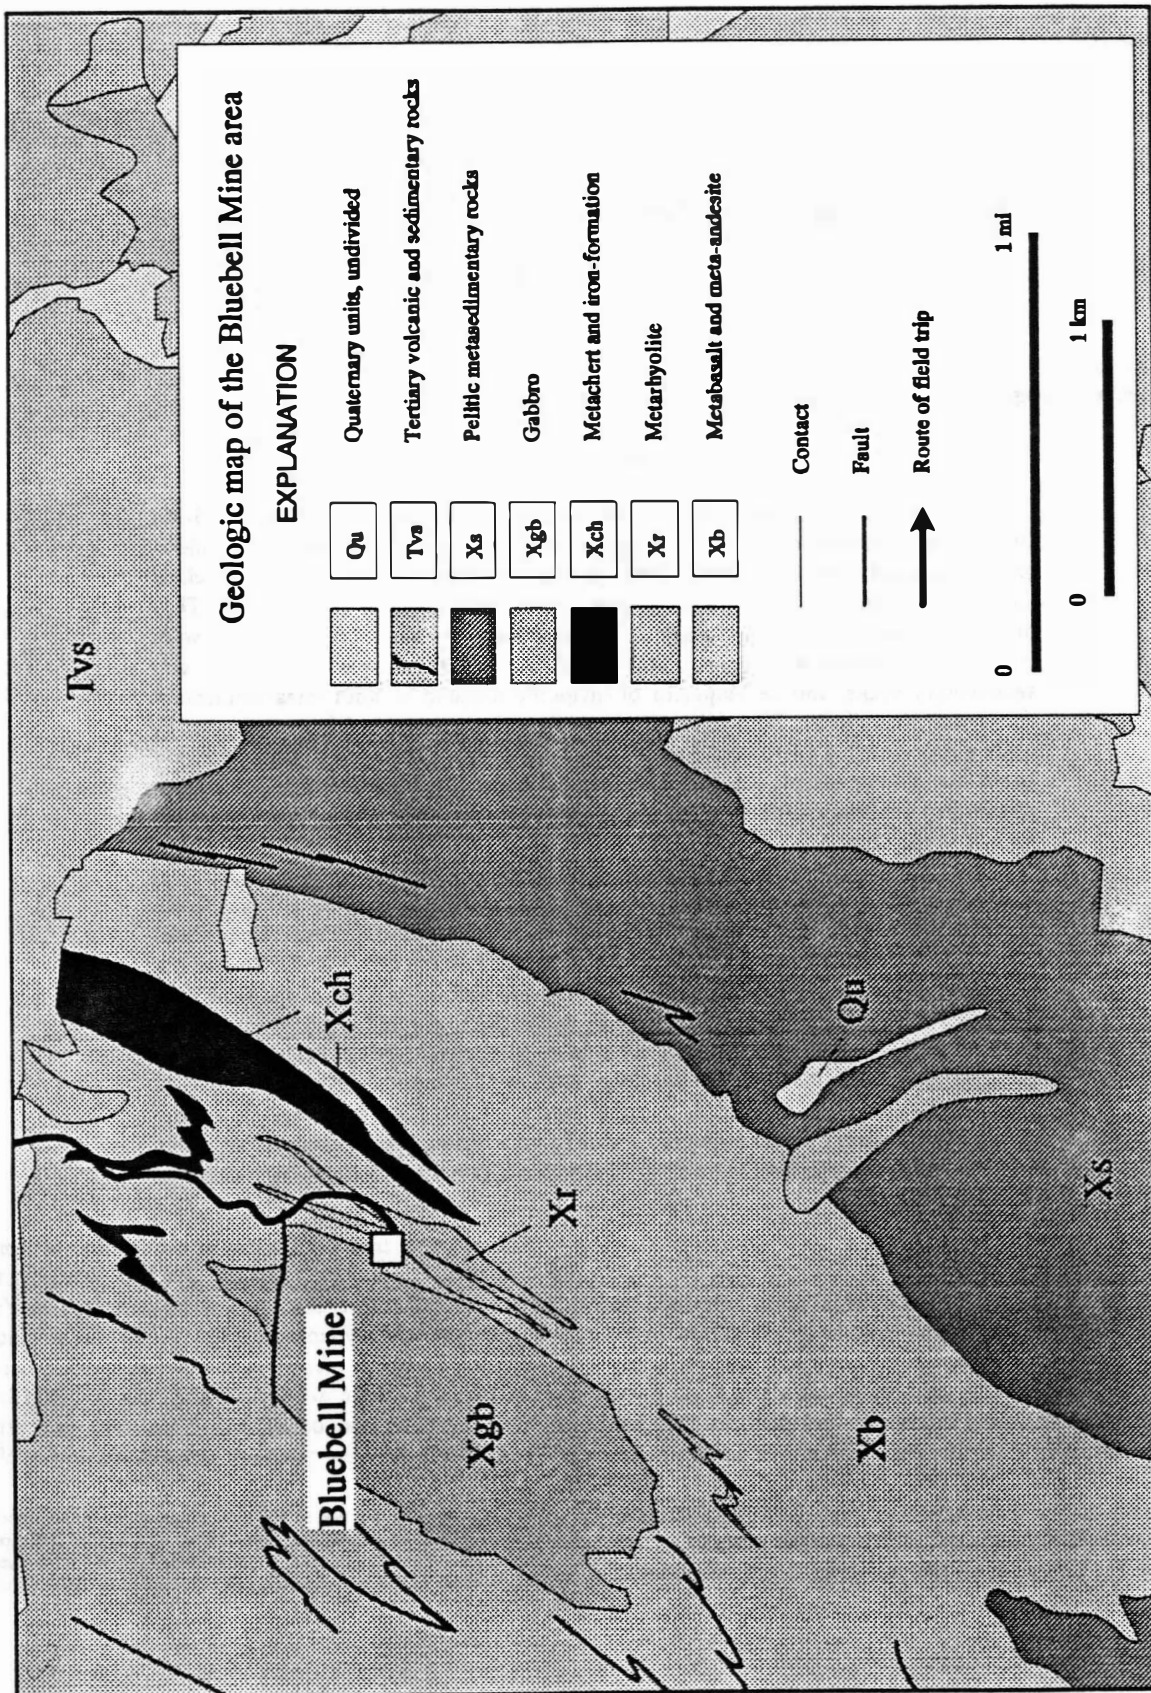 Geologic map of the Bluebell Mine area
EXPLANATION
Qu Quaternary units, undivided
Tvs Tertiary volcanic and sedimentary rocks
Xs Pelitic metasedimentary rocks
Xgb Gabbro
Xch Metachert and iron-formation
Xr Metarhyolite
Xb Metabasalt and meta-andesite
Contact
Fault
Route of field trip
0 1 mi
0 1 km
Tvs
Xch
Bluebell Mine
Xr
Xgb
Qu
Xb
Xs